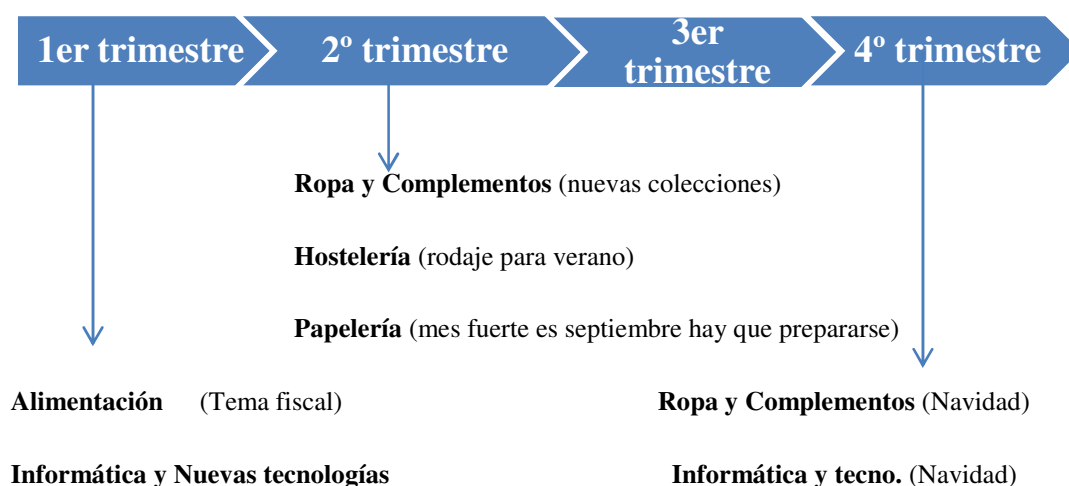 1er trimestre
2º trimestre
3er
trimestre
4º trimestre
Ropa y Complementos (nuevas colecciones)
Hostelería (rodaje para verano)
Papelería (mes fuerte es septiembre hay que prepararse)
Alimentación (Tema fiscal)
Ropa y Complementos (Navidad)
Informática y Nuevas tecnologías
Informática y tecno. (Navidad)